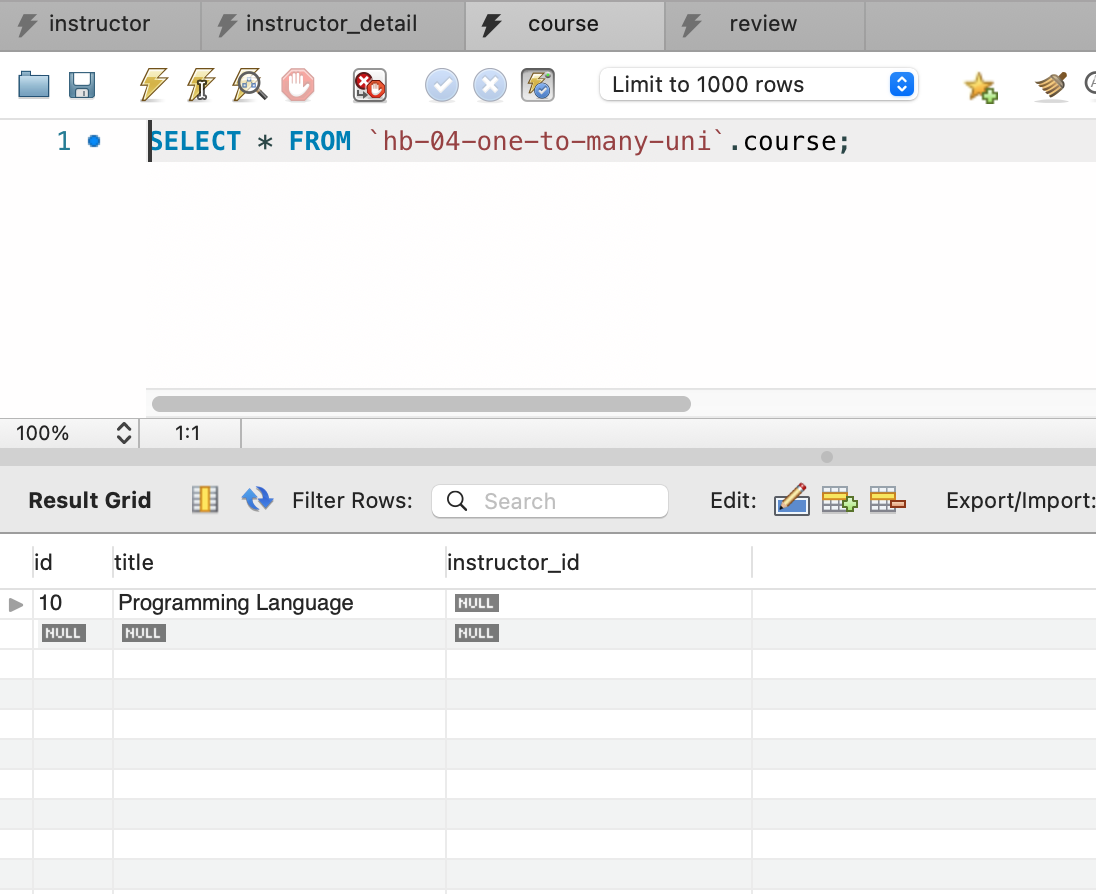 instructor instructor_detail course review
Limit to 1000 rows
1 SELECT * FROM `hb-04-one-to-many-uni`.course;
100% 1:1
Result Grid Filter Rows: Search Edit: Export/Import:
id title instructor_id
10 Programming Language NULL
NULL NULL NULL